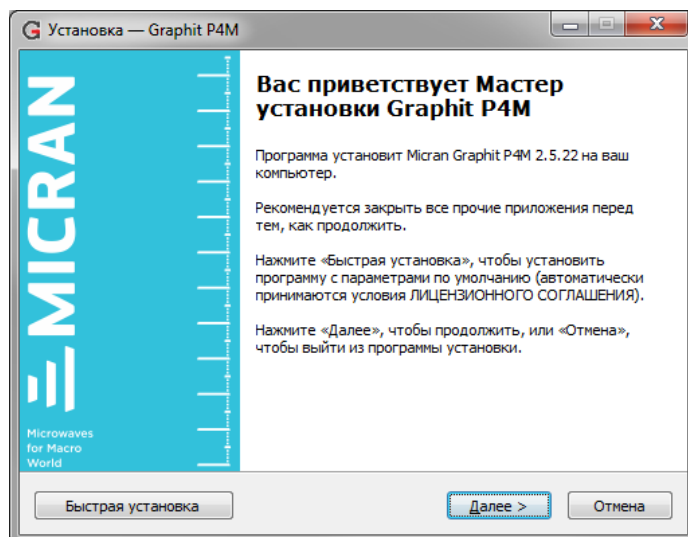 Установка — Graphit P4M
MICRAN
Microwaves
for Macro
World
Вас приветствует Мастер
установки Graphit P4M
Программа установит Micran Graphit P4M 2.5.22 на ваш
компьютер.
Рекомендуется закрыть все прочие приложения перед
тем, как продолжить.
Нажмите «Быстрая установка», чтобы установить
программу с параметрами по умолчанию (автоматически
принимаются условия ЛИЦЕНЗИОННОГО СОГЛАШЕНИЯ).
Нажмите «Далее», чтобы продолжить, или «Отмена»,
чтобы выйти из программы установки.
Быстрая установка
Далее >
Отмена